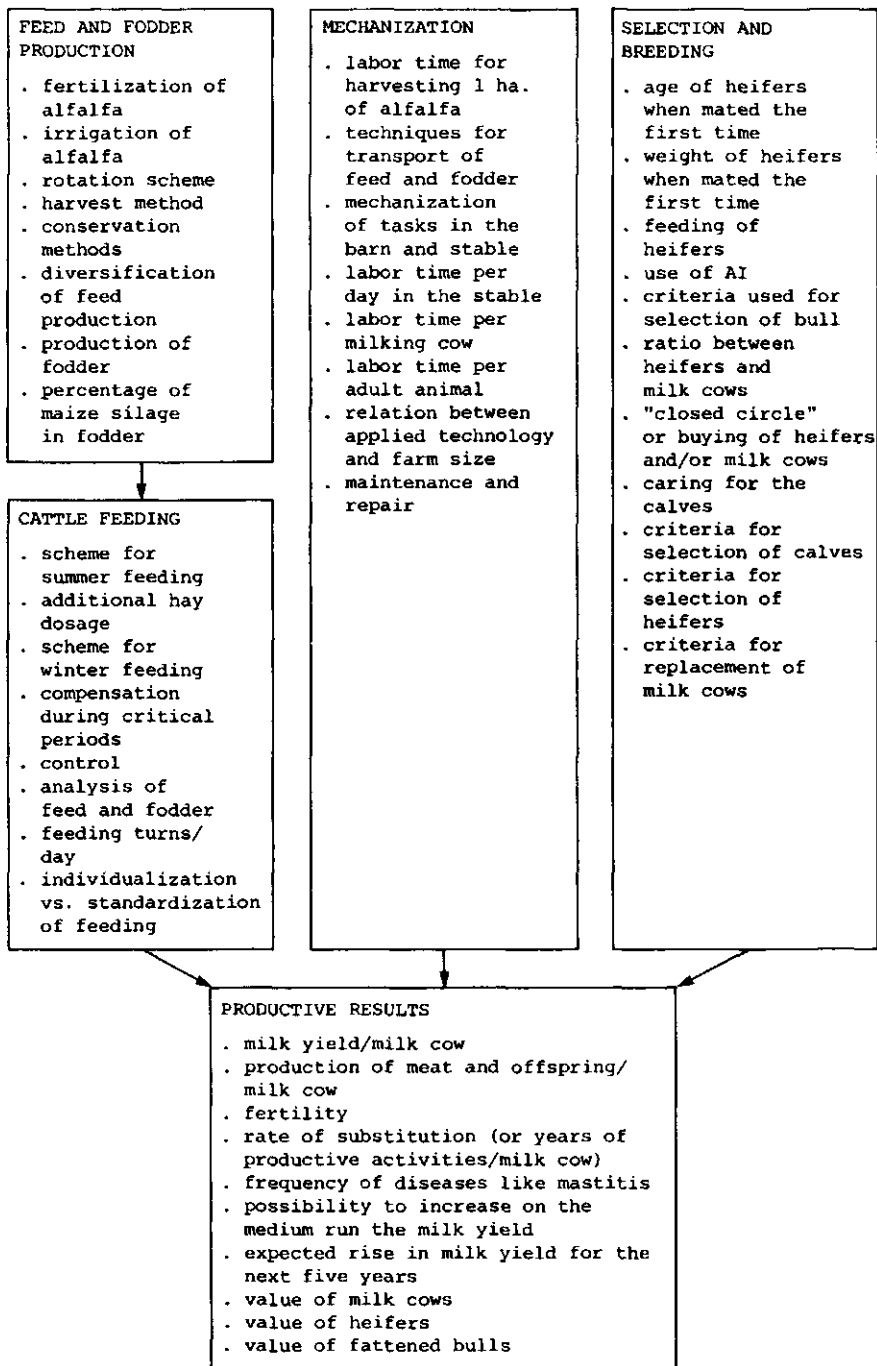 FEED AND FODDER
PRODUCTION
. fertilization of
alfalfa
. irrigation of
alfalfa
. rotation scheme
. harvest method
. conservation
methods
. diversification
of feed
production
. production of
fodder
. percentage of
maize silage
in fodder
CATTLE FEEDING
. scheme for
summer feeding
. additional hay
dosage
. scheme for
winter feeding
. compensation
during critical
periods
. control
. analysis of
feed and fodder
. feeding turns/
day
. individualization
vs. standardization
of feeding
MECHANIZATION
. labor time for
harvesting 1 ha.
of alfalfa
. techniques for
transport of
feed and fodder
. mechanization
of tasks in the
barn and stable
. labor time per
day in the stable
. labor time per
milking cow
. labor time per
adult animal
. relation between
applied technology
and farm size
. maintenance and
repair
SELECTION AND
BREEDING
. age of heifers
when mated the
first time
. weight of heifers
when mated the
first time
. feeding of
heifers
. use of AI
. criteria used for
selection of bull
. ratio between
heifers and
milk cows
. "closed circle"
or buying of heifers
and/or milk cows
. caring for the
calves
. criteria for
selection of calves
. criteria for
selection of
heifers
. criteria for
replacement of
milk cows
PRODUCTIVE RESULTS
. milk yield/milk cow
. production of meat and offspring/
milk cow
. fertility
. rate of substitution (or years of
productive activities/milk cow)
. frequency of diseases like mastitis
. possibility to increase on the
medium run the milk yield
. expected rise in milk yield for the
next five years
. value of milk cows
. value of heifers
. value of fattened bulls